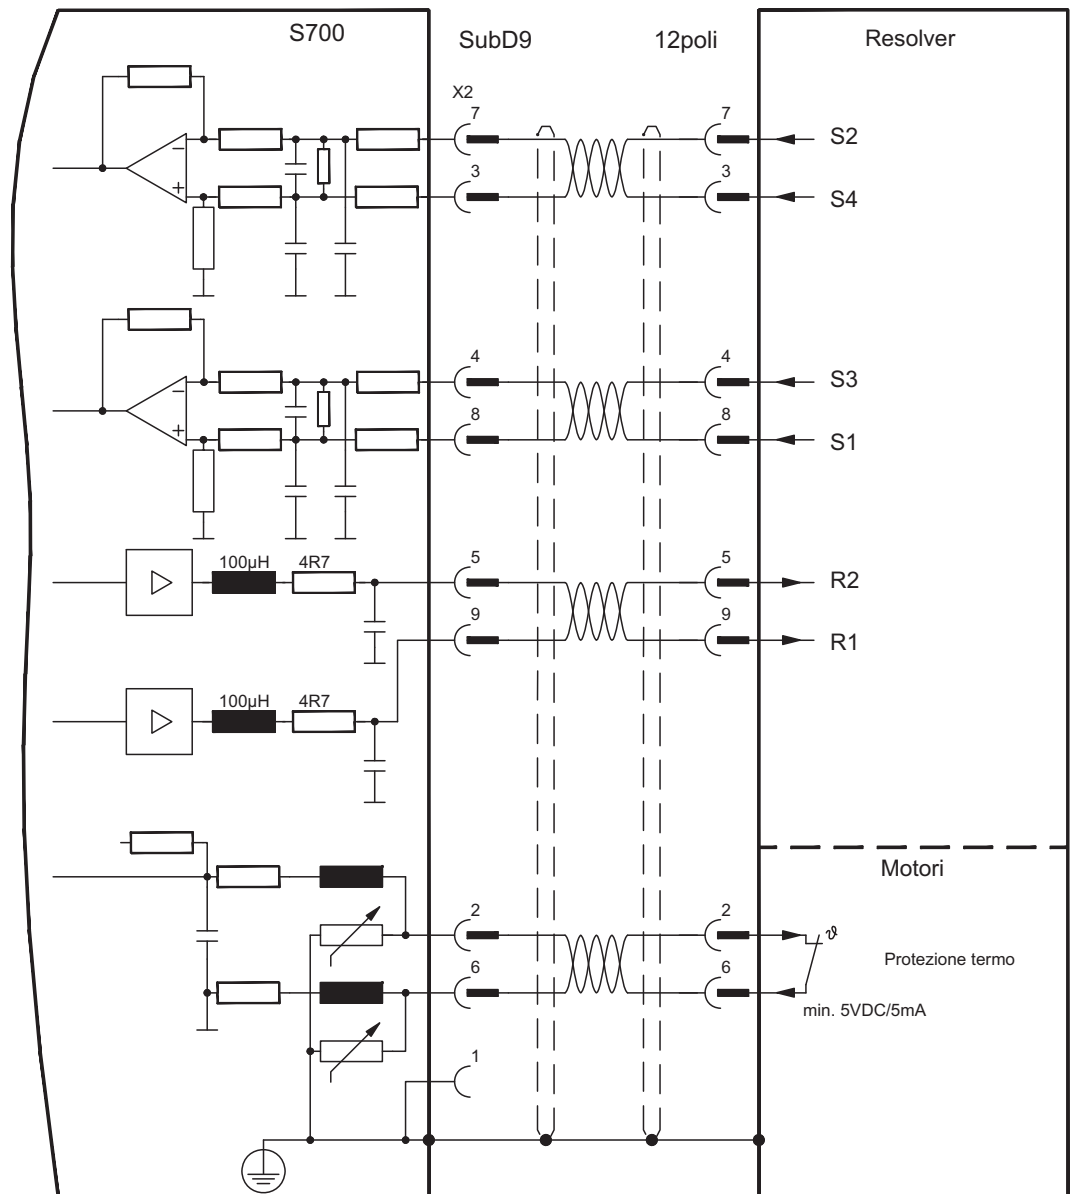 S700
SubD9
12poli
Resolver
X2
7
7
S2
3
3
S4
4
4
S3
8
8
S1
100µH
4R7
5
5
R2
9
9
R1
100µH
4R7
Motori
2
2
ϑ
Protezione termo
6
6
min. 5VDC/5mA
1